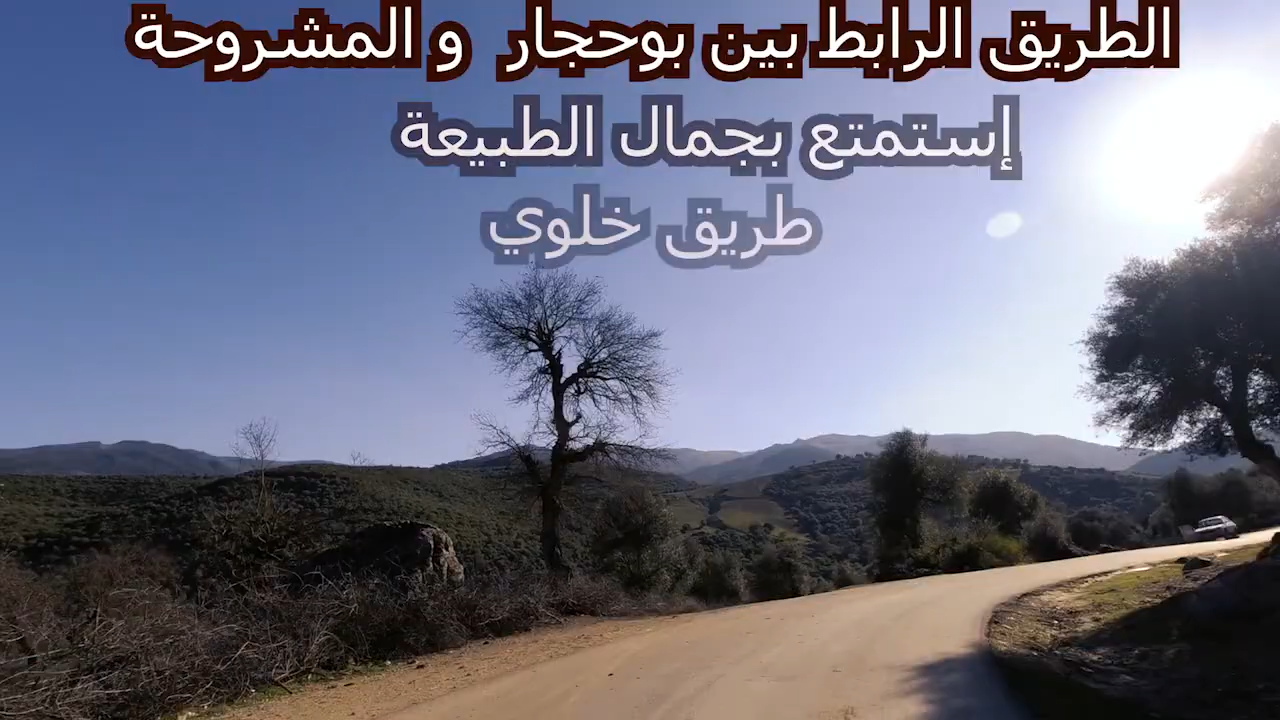 الطريق الرابط بين بوحجار و المشروحة
إستمتع بجمال الطبيعة
طريق خلوي